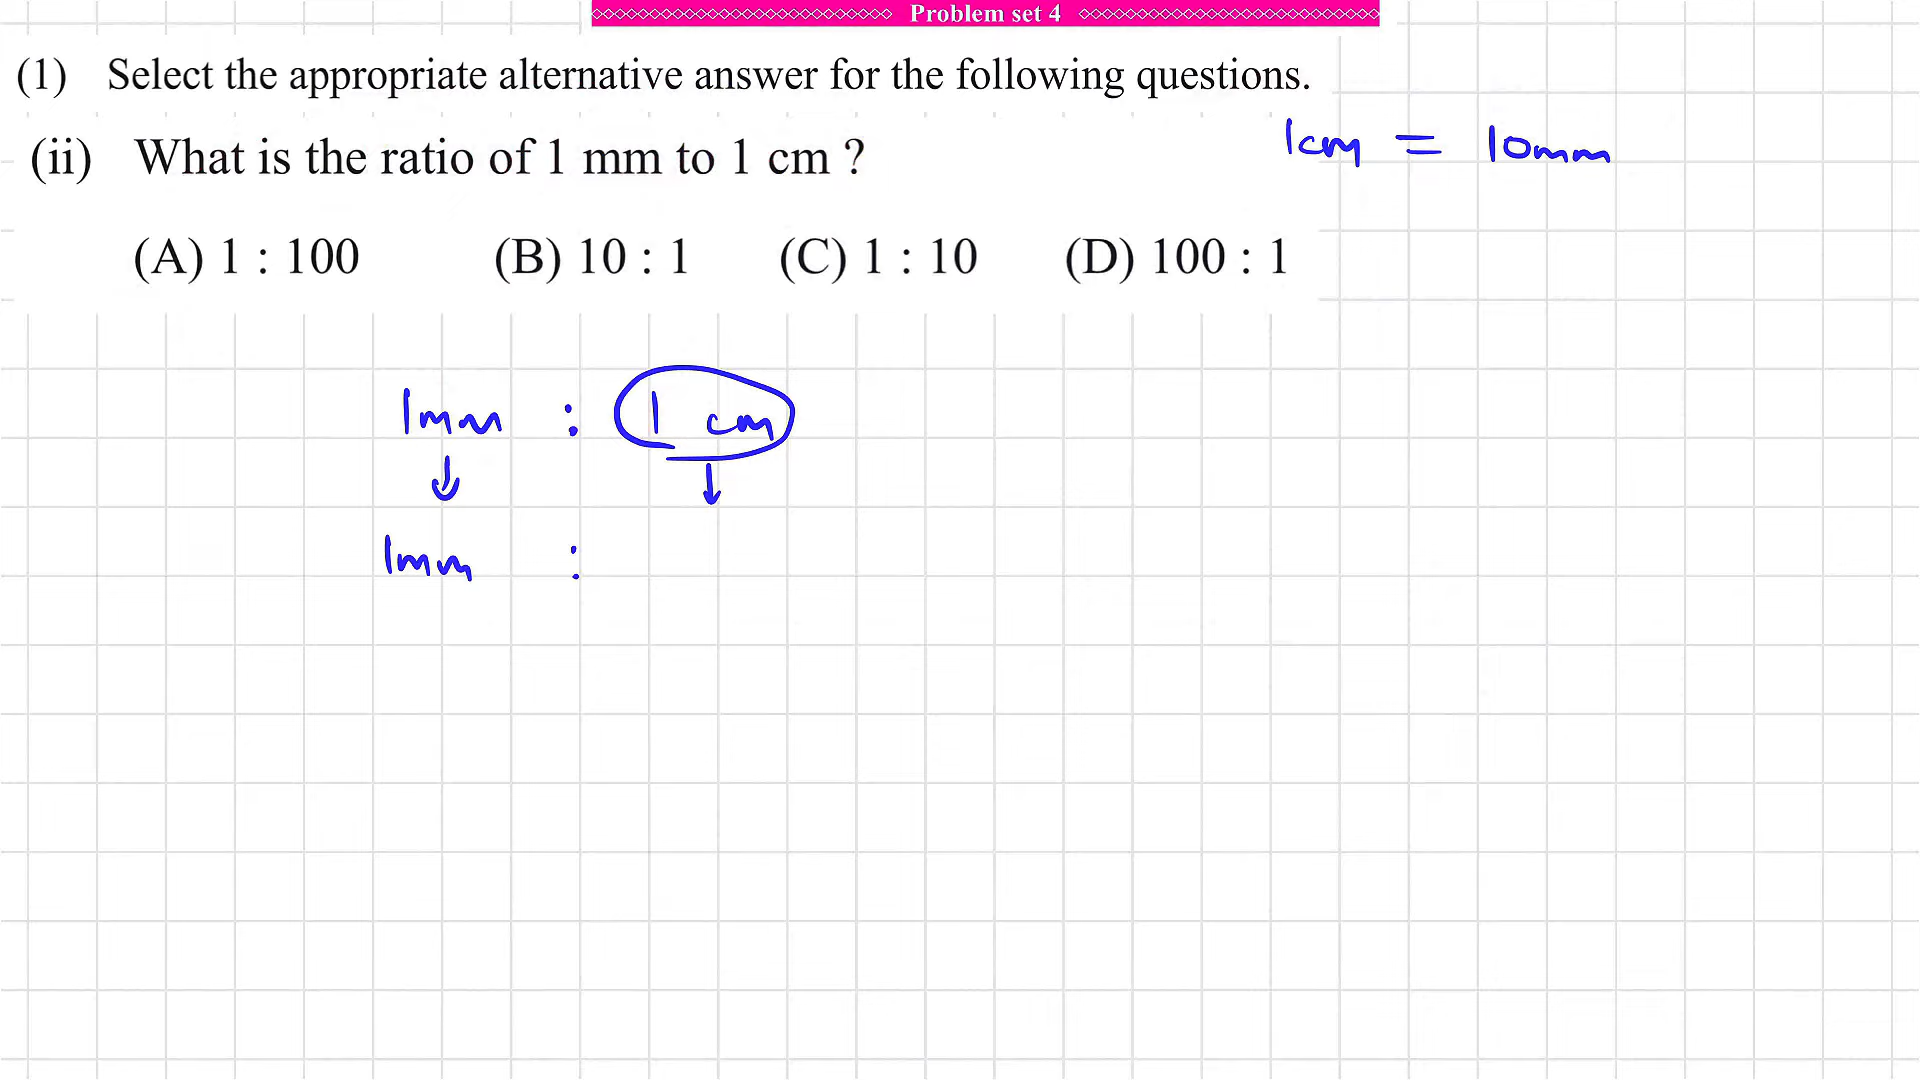 Problem set 4
(1) Select the appropriate alternative answer for the following questions.
(ii) What is the ratio of 1 mm to 1 cm ?
1cm = 10mm
(A) 1 : 100 (B) 10 : 1 (C) 1 : 10 (D) 100 : 1
1mm : 1 cm
1mm :